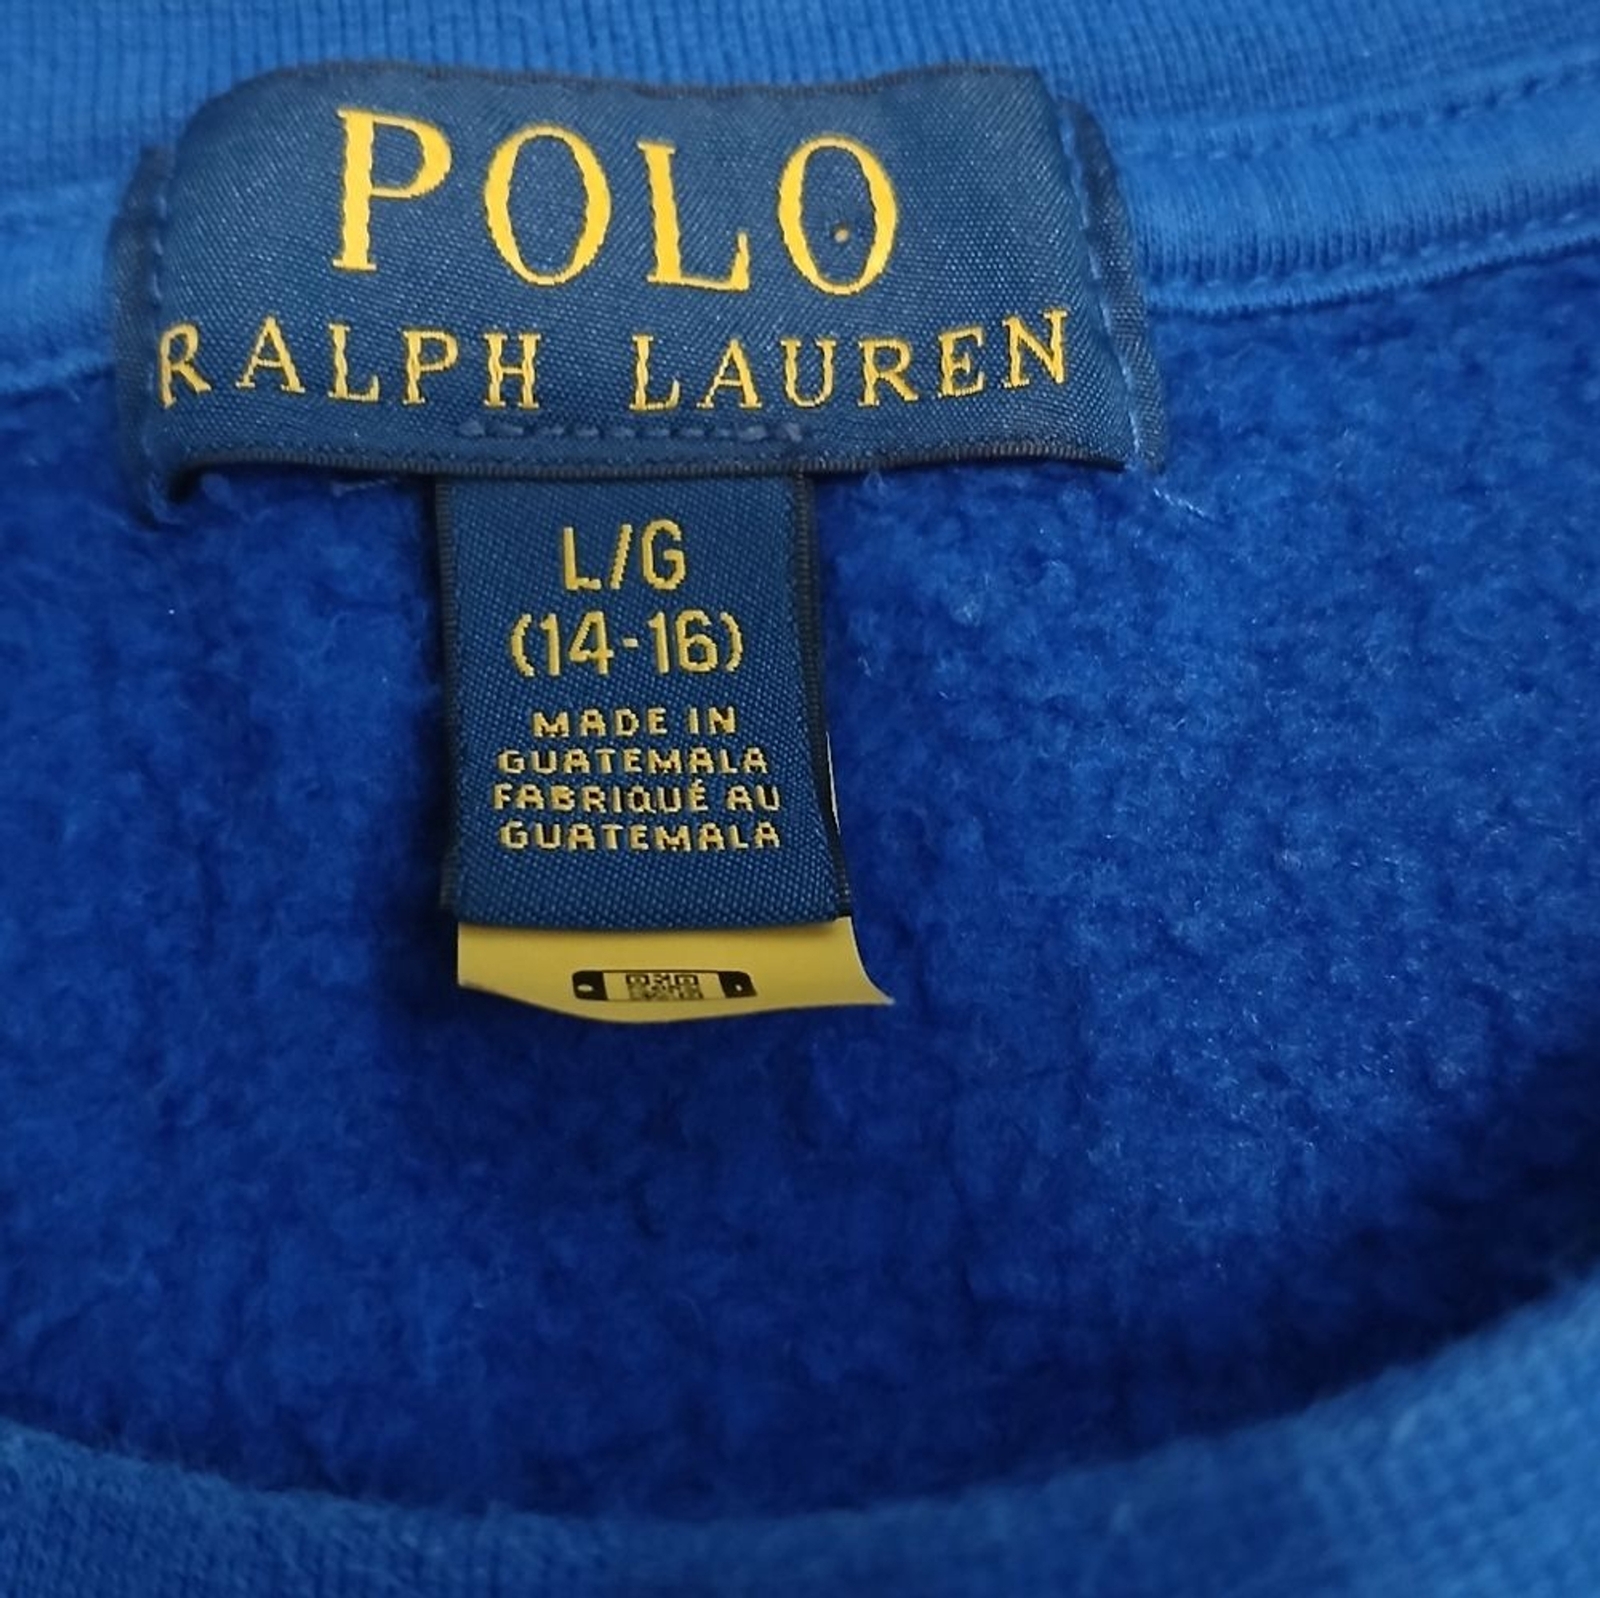 POLO
RALPH LAUREN
L/G
(14-16)
MADE IN
GUATEMALA
FABRIQUÉ AU
GUATEMALA